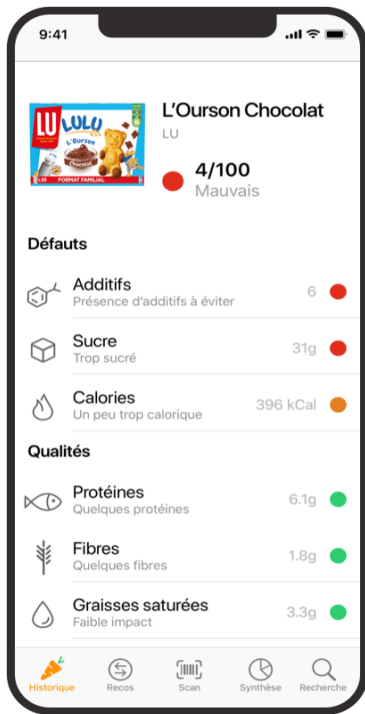 9:41
LU
LULU
L'Ourson
Chocolat
FORMAT FAMILIAL
L'Ourson Chocolat
LU
4/100
Mauvais
Défauts
Additifs
6
Présence d'additifs à éviter
Sucre
31g
Trop sucré
Calories
396 kCal
Un peu trop calorique
Qualités
Protéines
6.1g
Quelques protéines
Fibres
1.8g
Quelques fibres
Graisses saturées
3.3g
Faible impact
Historique
Recos
Scan
Synthèse
Recherche